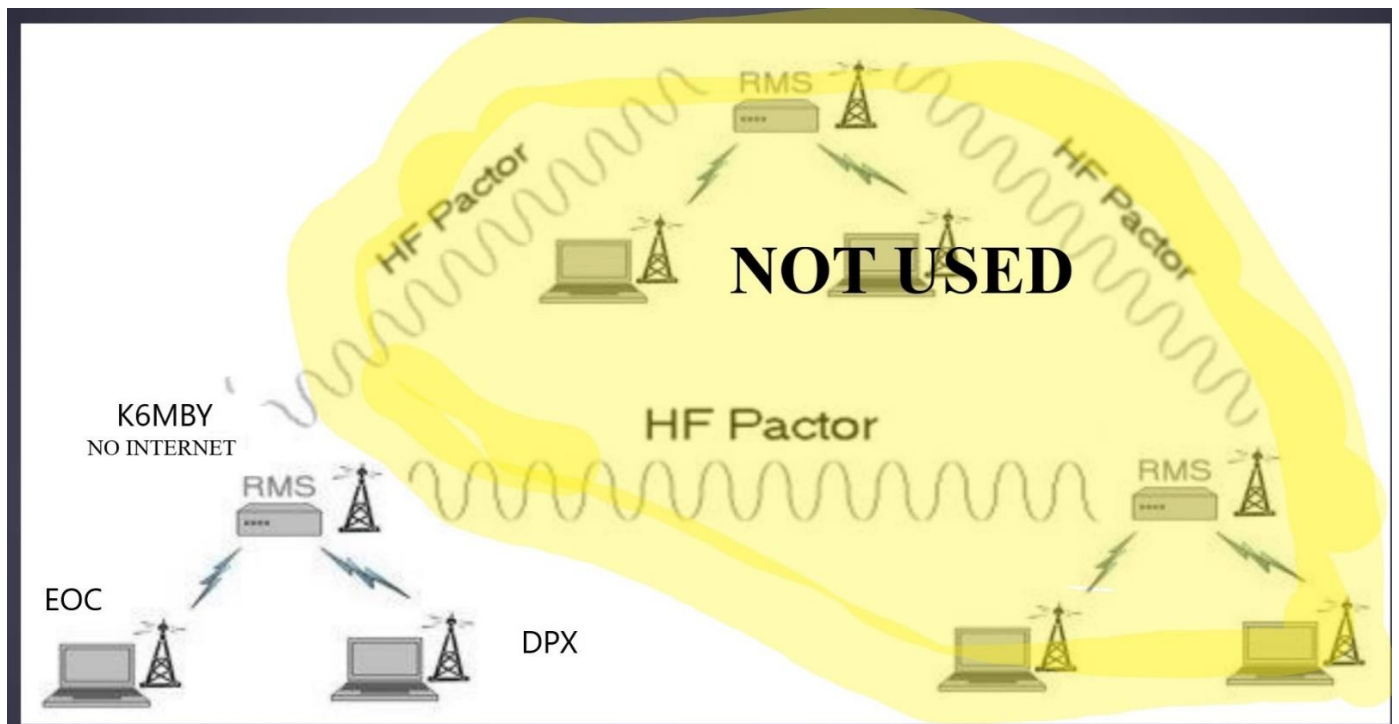 RMS
HF Pactor
HF Pactor
NOT USED
HF Pactor
K6MBY
NO INTERNET
RMS
RMS
EOC
DPX